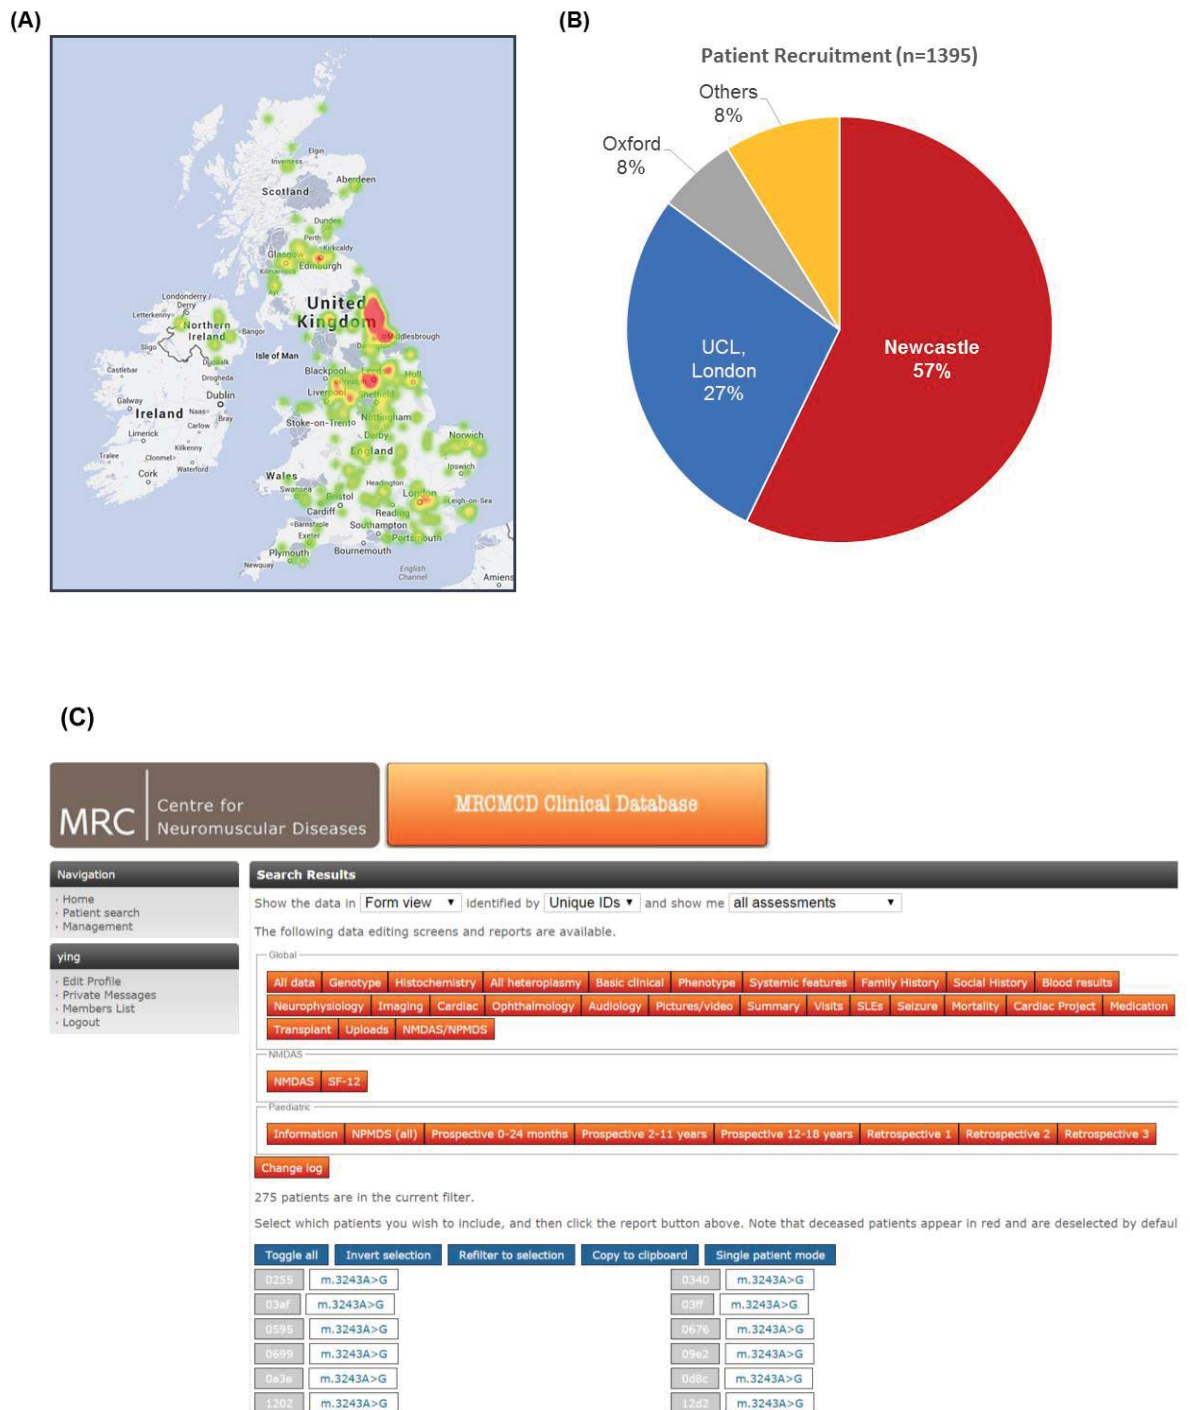 (A)
(B)
Elgin
Inverness
Scotland
Aberdeen
Dundee
Perth
Kirkcaldy
Glasgow
Edinburgh
Kilmarnock
Ayr
United
Kingdom
Londonderry /
Derry
Letterkenny
Northern
Ireland
Bangor
Sligo
Isle of Man
Middlesbrough
Darlington
Dundalk
Castlebar
Drogheda
Blackpool
Preston
Leeds
Hull
Liverpool
Sheffield
Dublin
Galway
Ireland
Naas
Bray
Carlow
Limerick
Stoke-on-Trent
Nottingham
Derby
Norwich
Kilkenny
Tralee
Clonmel
England
Waterford
Cork
Wales
Ipswich
Swansea
Headington
Bristol
London
Leigh-on-Sea
Cardiff
Reading
Barnstaple
Southampton
Exeter
Portsmouth
Plymouth
Bournemouth
Newquay
English
Channel
Amiens
Patient Recruitment (n=1395)
Others
8%
Oxford
8%
UCL,
London
27%
Newcastle
57%
(C)
MRC
Centre for
Neuromuscular Diseases
MRCMCD Clinical Database
Navigation
Home
Patient search
Management
ying
Edit Profile
Private Messages
Members List
Logout
Search Results
Show the data in Form view identified by Unique IDs and show me all assessments
The following data editing screens and reports are available.
Global
All data Genotype Histochemistry All heteroplasmy Basic clinical Phenotype Systemic features Family History Social History Blood results
Neurophysiology Imaging Cardiac Ophthalmology Audiology Pictures/video Summary Visits SLEs Seizure Mortality Cardiac Project Medication
Transplant Uploads NMDAS/NPMDS
NMDAS
NMDAS SF-12
Paediatric
Information NPMDS (all) Prospective 0-24 months Prospective 2-11 years Prospective 12-18 years Retrospective 1 Retrospective 2 Retrospective 3
Change log
275 patients are in the current filter.
Select which patients you wish to include, and then click the report button above. Note that deceased patients appear in red and are deselected by defaul
Toggle all Invert selection Refilter to selection Copy to clipboard Single patient mode
0255 m.3243A>G 0340 m.3243A>G
03af m.3243A>G 03ff m.3243A>G
0595 m.3243A>G 0676 m.3243A>G
0699 m.3243A>G 09e2 m.3243A>G
0a3e m.3243A>G 0d8c m.3243A>G
1202 m.3243A>G 12d2 m.3243A>G